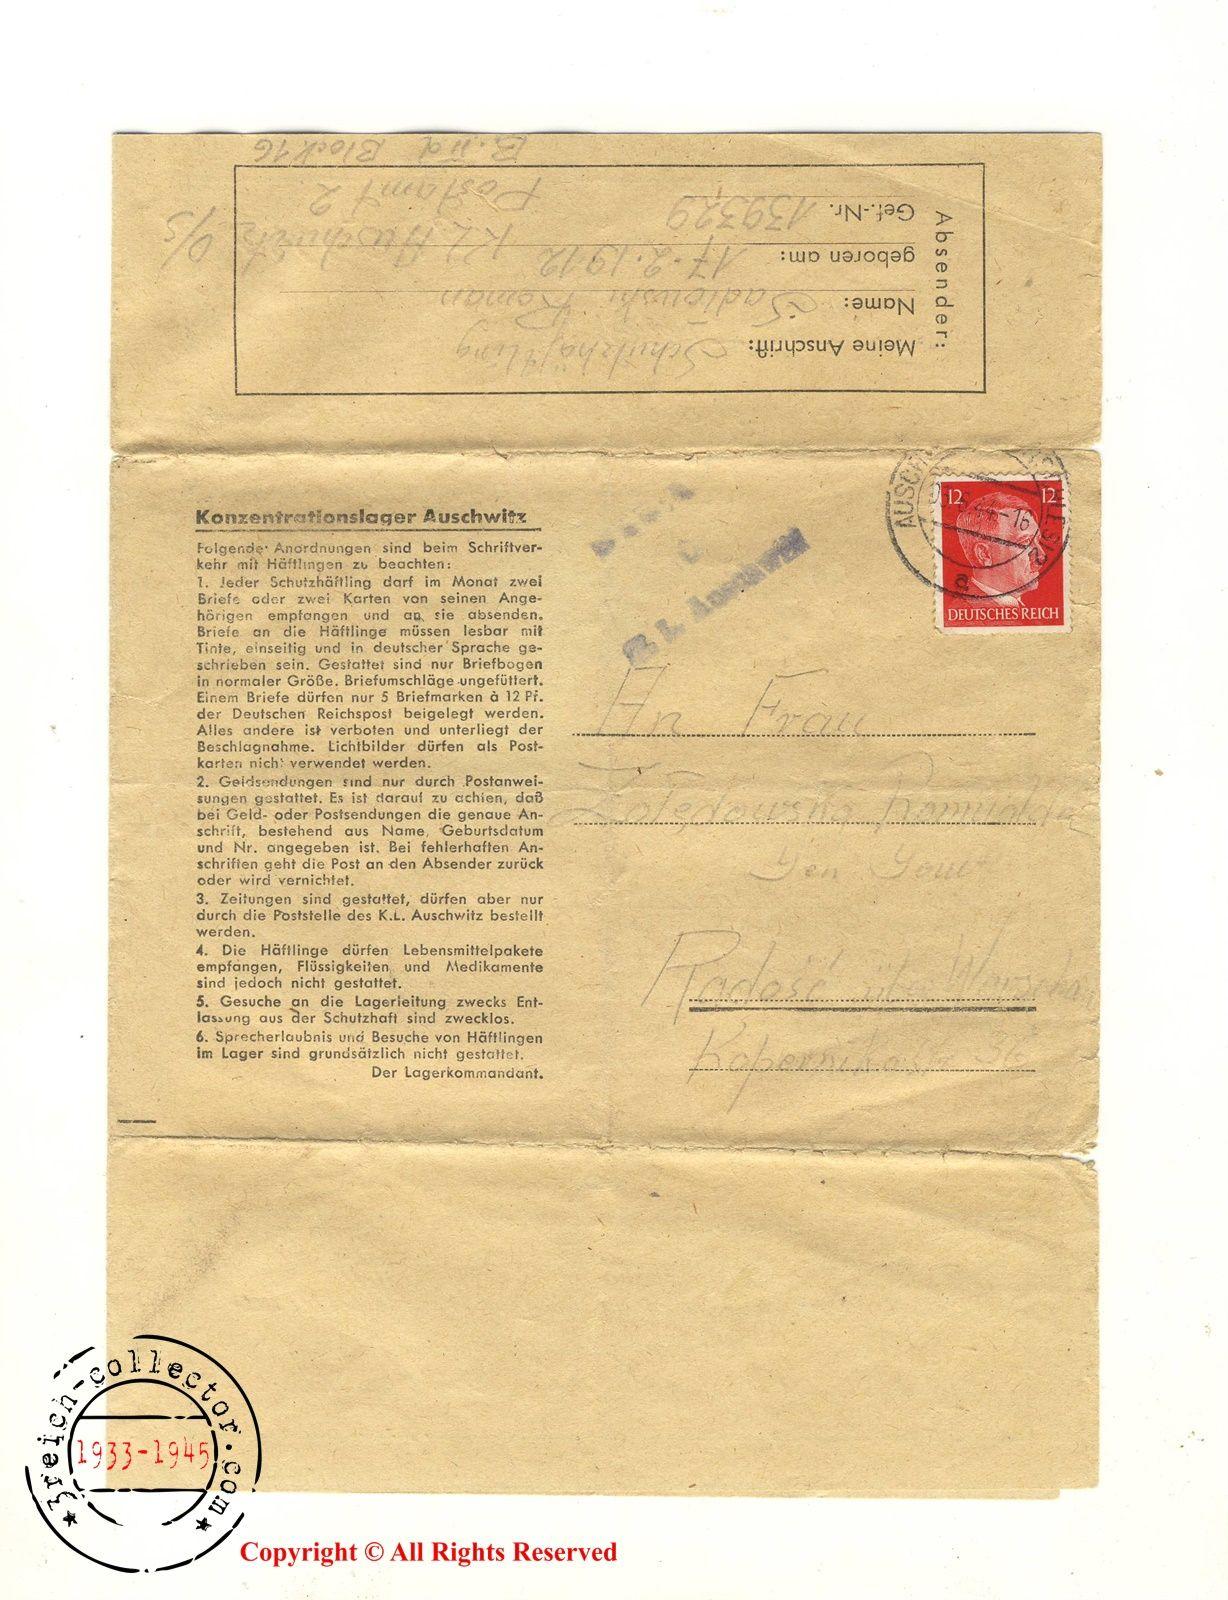 Absender:
Meine Anschrift: Schutzhäftling
Name: Roman
geboren am: 17.2.1912
Gef.-Nr. 139329
K.L. Auschwitz O/S
Postamt 2
B.IId Block 16
Konzentrationslager Auschwitz
Folgende Anordnungen sind beim Schriftver-
kehr mit Häftlingen zu beachten:
1. Jeder Schutzhäftling darf im Monat zwei
Briefe oder zwei Karten von seinen Ange-
hörigen empfangen und an sie absenden.
Briefe an die Häftlinge müssen lesbar mit
Tinte, einseitig und in deutscher Sprache ge-
schrieben sein. Gestattet sind nur Briefbogen
in normaler Größe. Briefumschläge ungefüttert.
Einem Briefe dürfen nur 5 Briefmarken à 12 Pf.
der Deutschen Reichspost beigelegt werden.
Alles andere ist verboten und unterliegt der
Beschlagnahme. Lichtbilder dürfen als Post-
karten nicht verwendet werden.
2. Geldsendungen sind nur durch Postanwei-
sungen gestattet. Es ist darauf zu achten, daß
bei Geld- oder Postsendungen die genaue An-
schrift, bestehend aus Name, Geburtsdatum
und Nr. angegeben ist. Bei fehlerhaften An-
schriften geht die Post an den Absender zurück
oder wird vernichtet.
3. Zeitungen sind gestattet, dürfen aber nur
durch die Poststelle des K.L. Auschwitz bestellt
werden.
4. Die Häftlinge dürfen Lebensmittelpakete
empfangen, Flüssigkeiten und Medikamente
sind jedoch nicht gestattet.
5. Gesuche an die Lagerleitung zwecks Ent-
lassung aus der Schutzhaft sind zwecklos.
6. Sprecherlaubnis und Besuche von Häftlingen
im Lager sind grundsätzlich nicht gestattet.
Der Lagerkommandant.
K. L. Auschwitz
12 12
DEUTSCHES REICH
44-16
a
An Frau
Radość über
3reich-collector.com
1933-1945
Copyright © All Rights Reserved